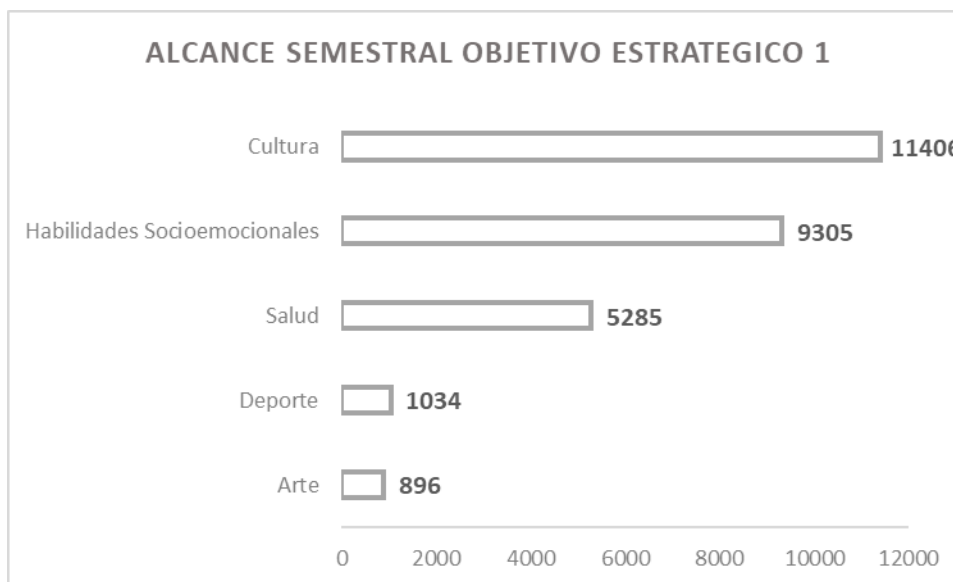 ALCANCE SEMESTRAL OBJETIVO ESTRATEGICO 1
Cultura 11406
Habilidades Socioemocionales 9305
Salud 5285
Deporte 1034
Arte 896
0 2000 4000 6000 8000 10000 12000